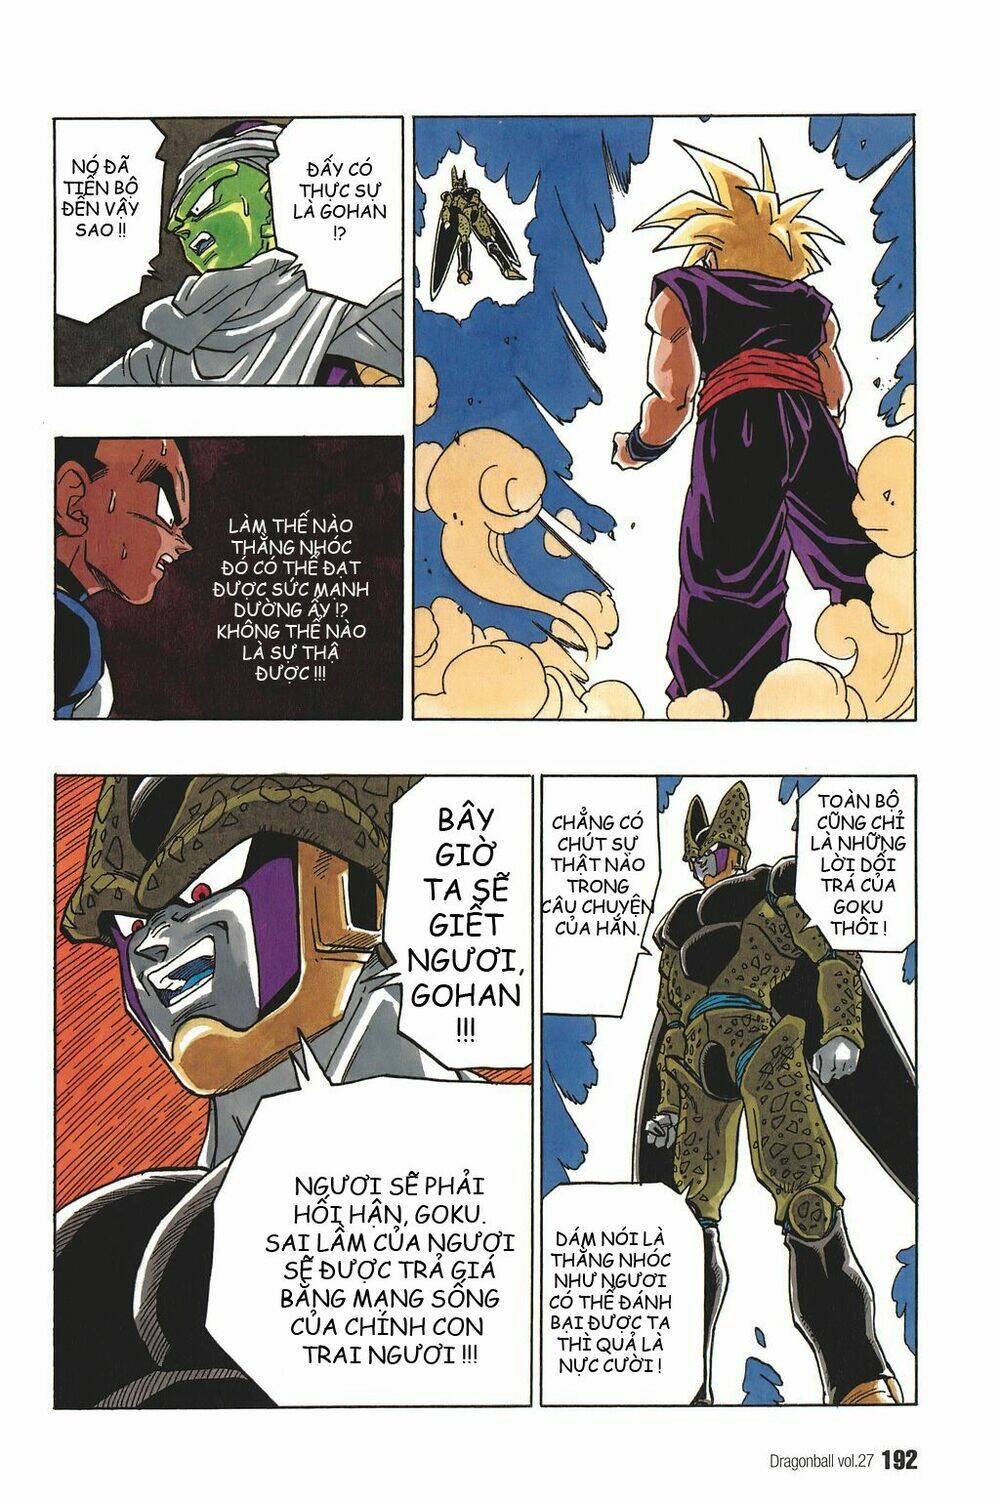 NÓ ĐÃ
TIẾN BỘ
ĐẾN VẬY
SAO !!
ĐẤY CÓ
THỰC SỰ
LÀ GOHAN
!?
LÀM THẾ NÀO
THẰNG NHÓC
ĐÓ CÓ THỂ ĐẠT
ĐƯỢC SỨC MẠNH
DƯỜNG ẤY !?
KHÔNG THỂ NÀO
LÀ SỰ THẬ
ĐƯỢC !!!
TOÀN BỘ
CŨNG CHỈ
LÀ NHỮNG
LỜI DỐI
TRÁ CỦA
GOKU
THÔI !
CHẲNG CÓ
CHÚT SỰ
THẬT NÀO
TRONG
CÂU CHUYỆN
CỦA HẮN.
DÁM NÓI LÀ
THẰNG NHÓC
NHƯ NGƯƠI
CÓ THỂ ĐÁNH
BẠI ĐƯỢC TA
THÌ QUẢ LÀ
NỰC CƯỜI !
BÂY
GIỜ
TA SẼ
GIẾT
NGƯƠI,
GOHAN
!!!
NGƯƠI SẼ PHẢI
HỐI HẬN, GOKU.
SAI LẦM CỦA NGƯƠI
SẼ ĐƯỢC TRẢ GIÁ
BẰNG MẠNG SỐNG
CỦA CHÍNH CON
TRAI NGƯƠI !!!
Dragonball vol.27 192